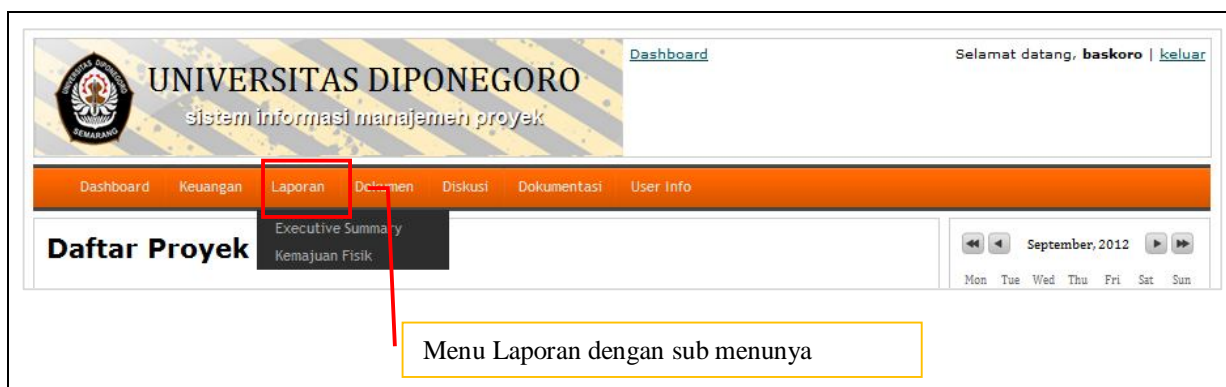 UNIVERSITAS DIPONEGORO
sistem informasi manajemen proyek
SEMARANG
Dashboard
Selamat datang, baskoro | keluar
Dashboard Keuangan Laporan Dokumen Diskusi Dokumentasi User Info
Executive Summary
Kemajuan Fisik
Daftar Proyek
September, 2012
Mon Tue Wed Thu Fri Sat Sun
Menu Laporan dengan sub menunya